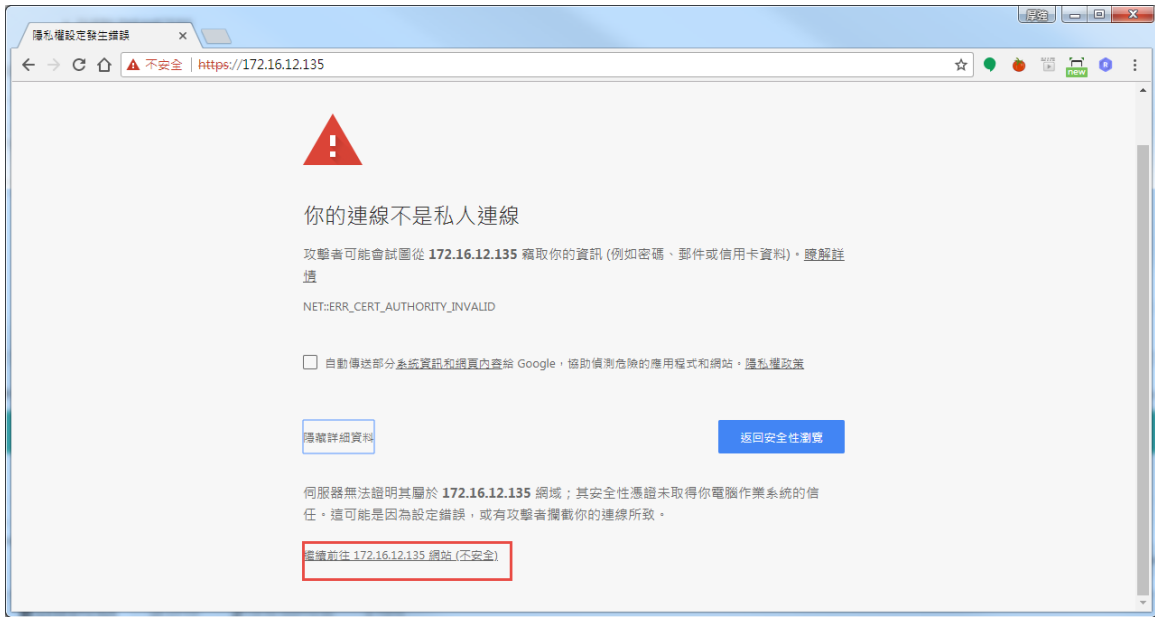 厚強
隱私權設定發生錯誤
不安全 | https://172.16.12.135
new
你的連線不是私人連線
攻擊者可能會試圖從 172.16.12.135 竊取你的資訊 (例如密碼、郵件或信用卡資料)。瞭解詳
情
NET::ERR_CERT_AUTHORITY_INVALID
自動傳送部分系統資訊和網頁內容給 Google，協助偵測危險的應用程式和網站。隱私權政策
隱藏詳細資料
返回安全性瀏覽
伺服器無法證明其屬於 172.16.12.135 網域；其安全性憑證未取得你電腦作業系統的信
任。這可能是因為設定錯誤，或有攻擊者攔截你的連線所致。
繼續前往 172.16.12.135 網站 (不安全)